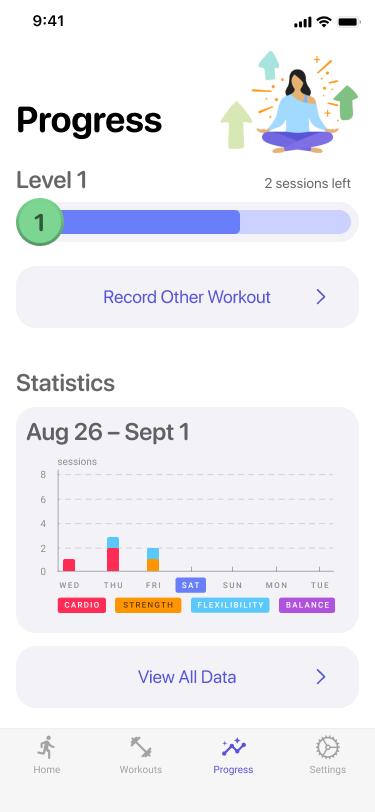 9:41
Progress
Level 1
2 sessions left
1
Record Other Workout
Statistics
Aug 26 – Sept 1
sessions
8
6
4
2
0
WED THU FRI SAT SUN MON TUE
CARDIO STRENGTH FLEXILIBILITY BALANCE
View All Data
Home Workouts Progress Settings